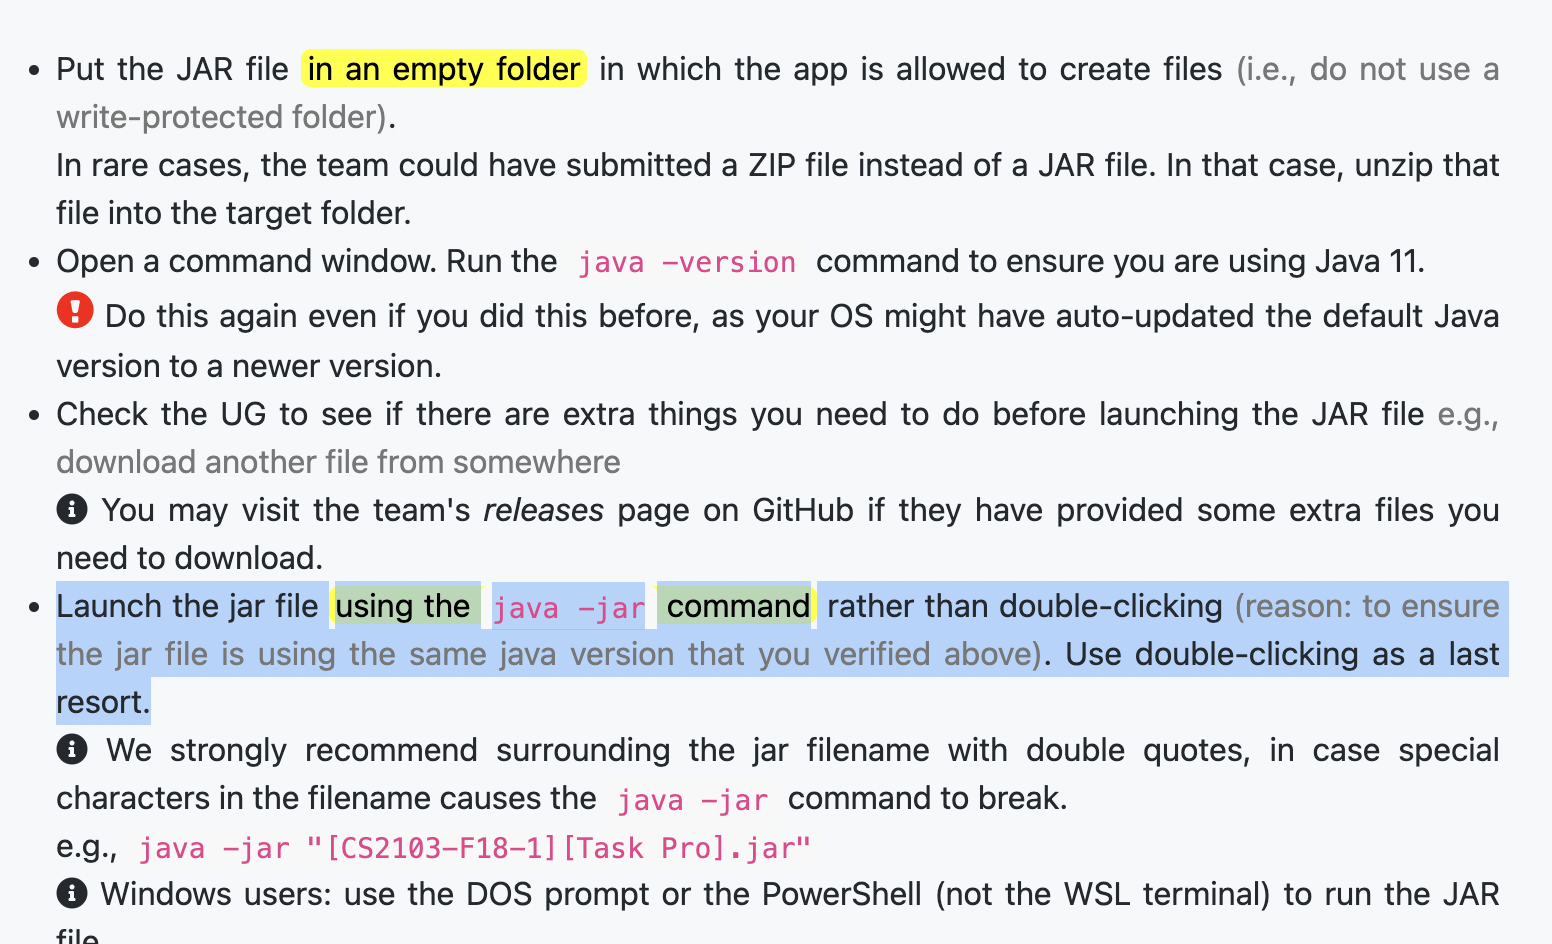 • Put the JAR file in an empty folder in which the app is allowed to create files (i.e., do not use a
write-protected folder).
In rare cases, the team could have submitted a ZIP file instead of a JAR file. In that case, unzip that
file into the target folder.
• Open a command window. Run the java -version command to ensure you are using Java 11.
Do this again even if you did this before, as your OS might have auto-updated the default Java
version to a newer version.
• Check the UG to see if there are extra things you need to do before launching the JAR file e.g.,
download another file from somewhere
You may visit the team's releases page on GitHub if they have provided some extra files you
need to download.
• Launch the jar file using the java -jar command rather than double-clicking (reason: to ensure
the jar file is using the same java version that you verified above). Use double-clicking as a last
resort.
We strongly recommend surrounding the jar filename with double quotes, in case special
characters in the filename causes the java -jar command to break.
e.g., java -jar "[CS2103-F18-1][Task Pro].jar"
Windows users: use the DOS prompt or the PowerShell (not the WSL terminal) to run the JAR
file.